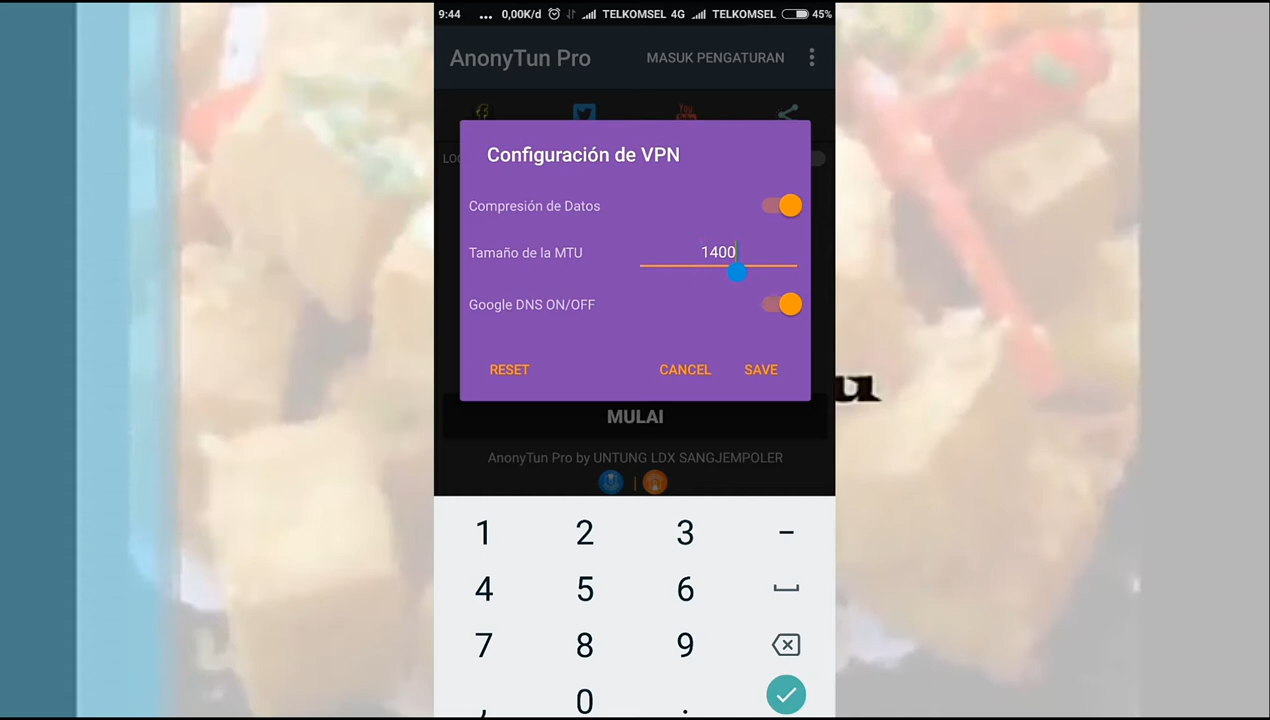 9:44 ... 0,00K/d TELKOMSEL 4G TELKOMSEL 45%
AnonyTun Pro MASUK PENGATURAN
LOG
Configuración de VPN
Compresión de Datos
Tamaño de la MTU 1400
Google DNS ON/OFF
RESET CANCEL SAVE
u
MULAI
AnonyTun Pro by UNTUNG LDX SANGJEMPOLER
|
1 2 3 -
4 5 6
7 8 9
, 0 .